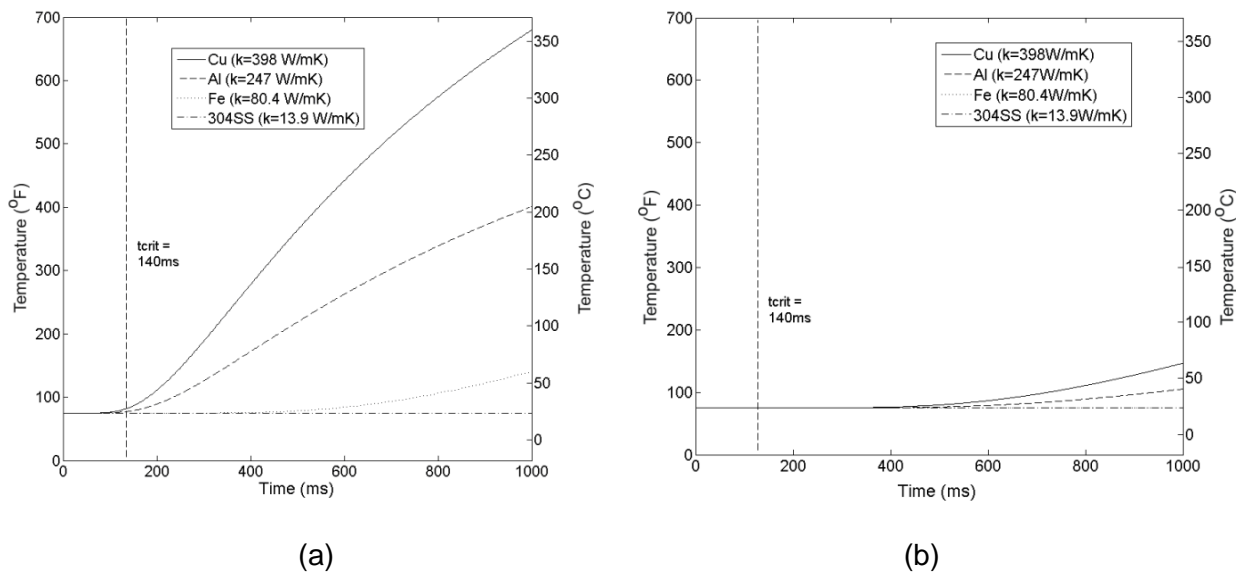 700
600
500
400
300
200
100
0
Temperature (°F)
Cu (k=398 W/mK)
Al (k=247 W/mK)
Fe (k=80.4 W/mK)
304SS (k=13.9 W/mK)
tcrit =
140ms
350
300
250
200
150
100
50
0
Temperature (°C)
0 200 400 600 800 1000
Time (ms)
(a)
700
600
500
400
300
200
100
0
Temperature (°F)
Cu (k=398W/mK)
Al (k=247W/mK)
Fe (k=80.4W/mK)
304SS (k=13.9W/mK)
tcrit =
140ms
350
300
250
200
150
100
50
0
Temperature (°C)
0 200 400 600 800 1000
Time (ms)
(b)